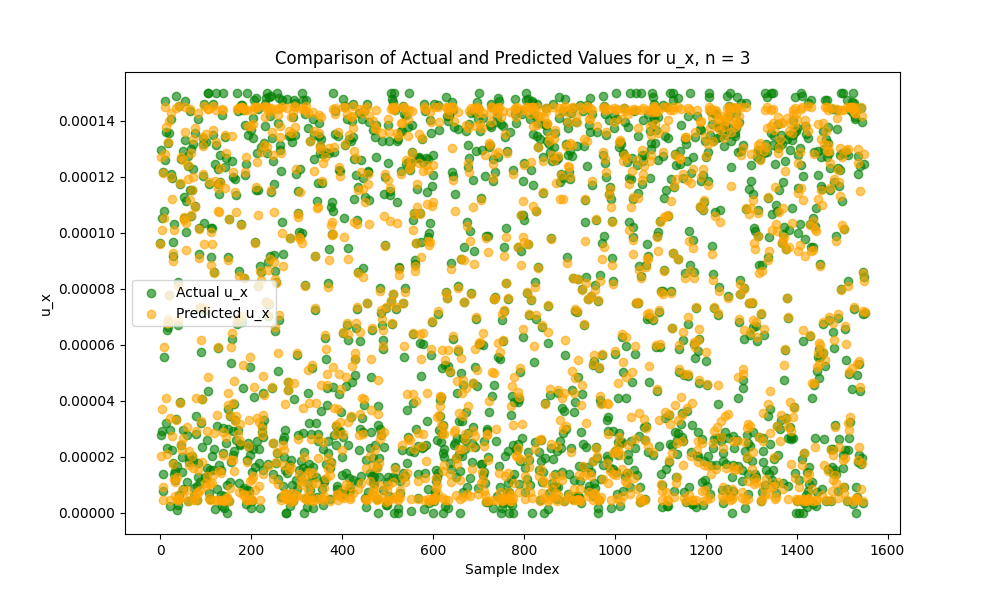 Comparison of Actual and Predicted Values for u_x, n = 3
u_x
0.00014
0.00012
0.00010
0.00008
0.00006
0.00004
0.00002
0.00000
Actual u_x
Predicted u_x
0 200 400 600 800 1000 1200 1400 1600
Sample Index